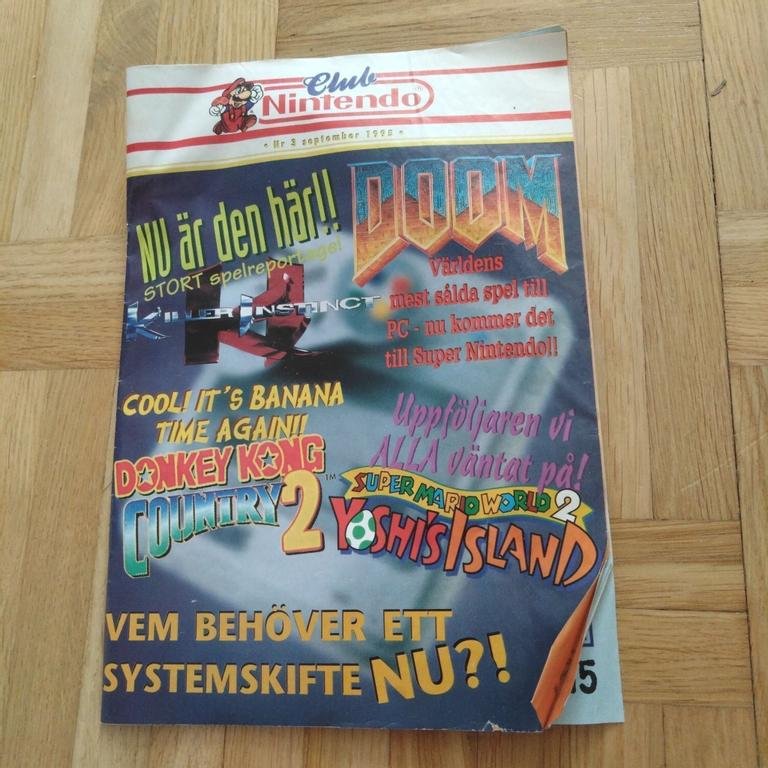 Club
Nintendo®
• Nr 3 september 1995 •
NU är den här!!
STORT spelreportage!
KILLER INSTINCT
DOOM
Världens
mest sålda spel till
PC - nu kommer det
till Super Nintendo!!
COOL! IT'S BANANA
TIME AGAIN!!
DONKEY KONG
COUNTRY 2™
Uppföljaren vi
ALLA väntat på!
SUPER MARIO WORLD 2
YOSHI'S ISLAND
VEM BEHÖVER ETT
SYSTEMSKIFTE NU?!